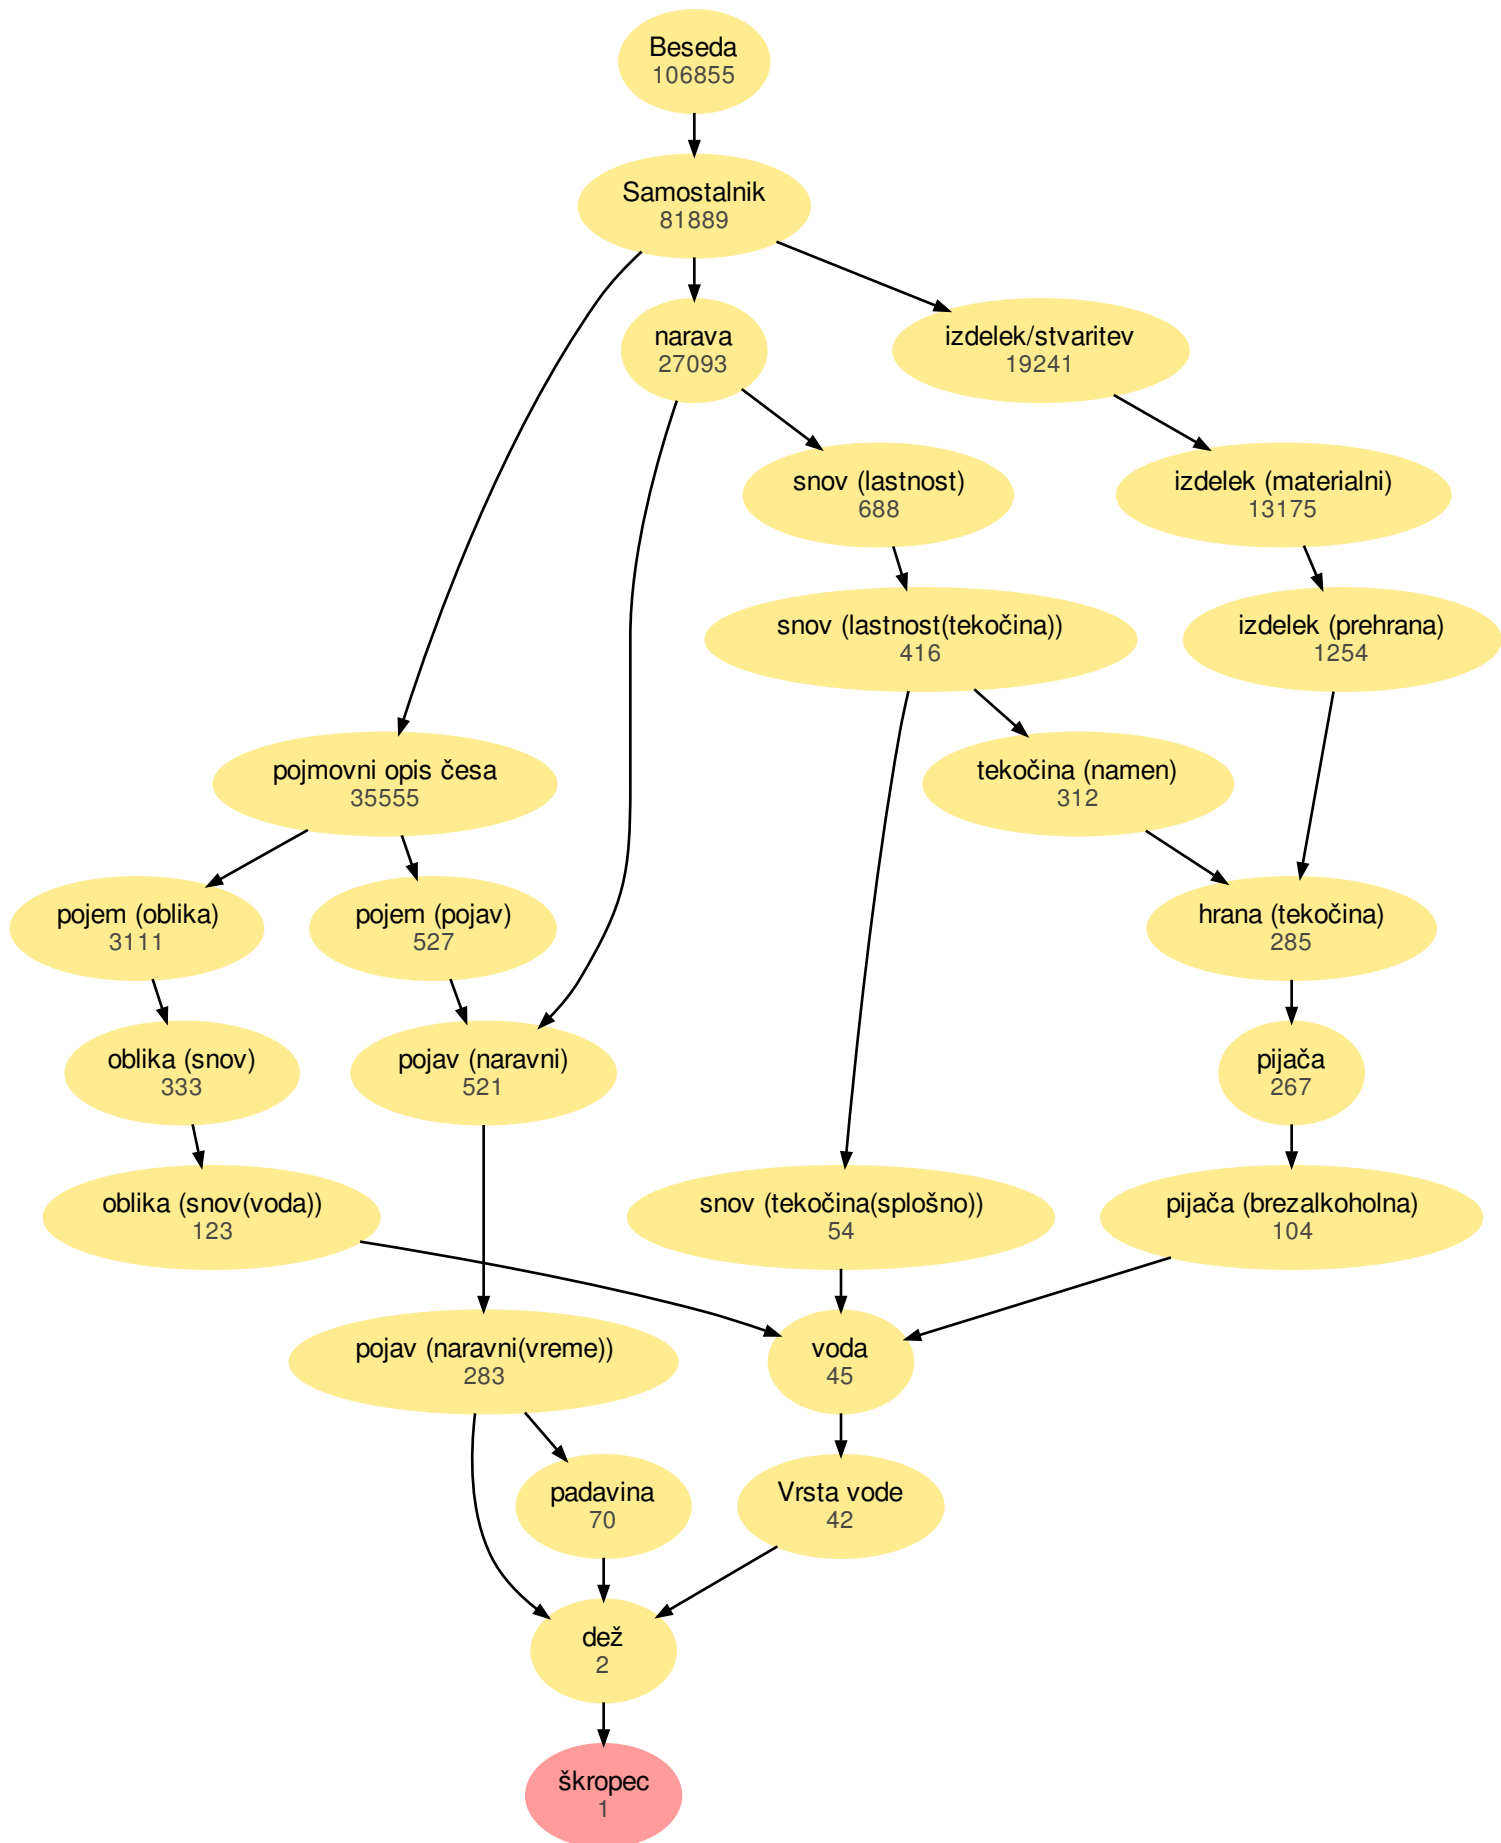 Beseda
106855
Samostalnik
81889
narava
27093
izdelek/stvaritev
19241
snov (lastnost)
688
izdelek (materialni)
13175
snov (lastnost(tekočina))
416
izdelek (prehrana)
1254
pojmovni opis česa
35555
tekočina (namen)
312
pojem (oblika)
3111
pojem (pojav)
527
hrana (tekočina)
285
oblika (snov)
333
pojav (naravni)
521
pijača
267
oblika (snov(voda))
123
snov (tekočina(splošno))
54
pijača (brezalkoholna)
104
pojav (naravni(vreme))
283
voda
45
padavina
70
Vrsta vode
42
dež
2
škropec
1